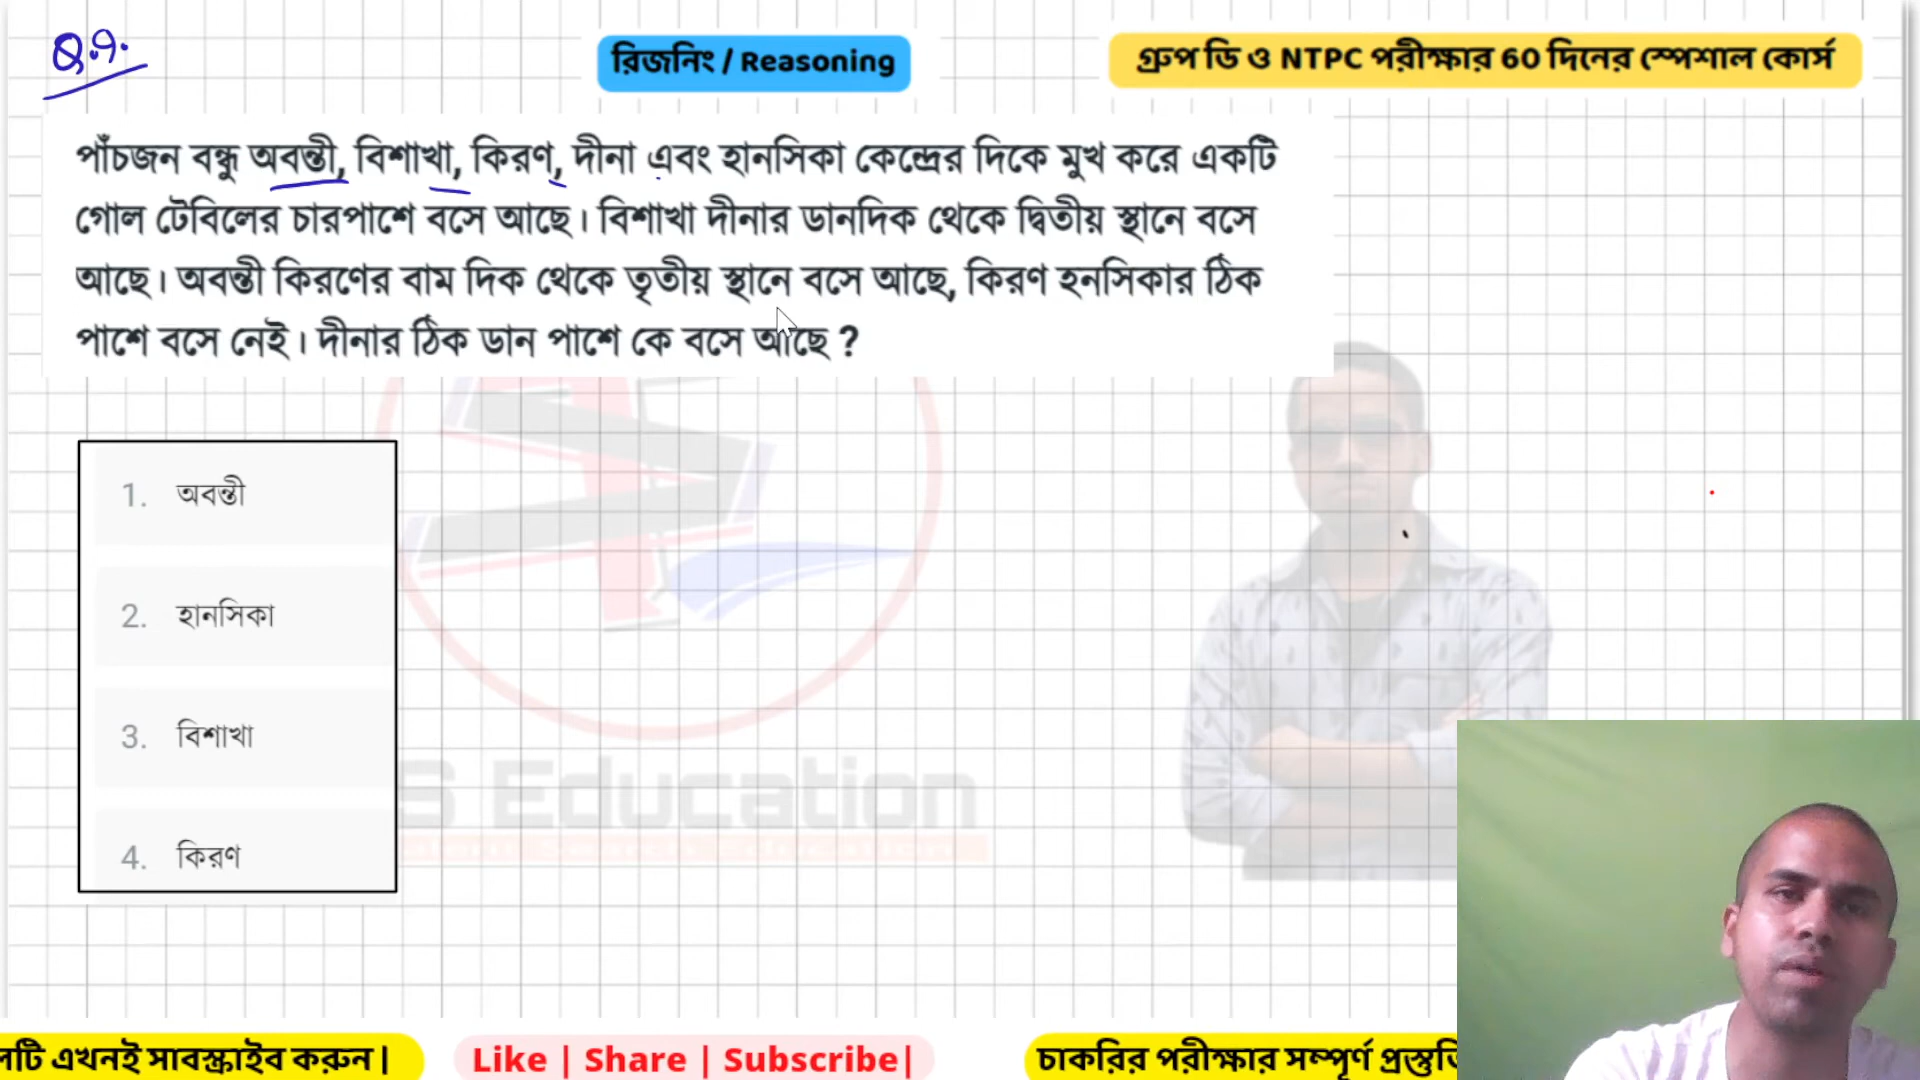 Q.9.
রিজনিং / Reasoning
গ্রুপ ডি ও NTPC পরীক্ষার 60 দিনের স্পেশাল কোর্স
পাঁচজন বন্ধু অবন্তী, বিশাখা, কিরণ, দীনা এবং হানসিকা কেন্দ্রের দিকে মুখ করে একটি
গোল টেবিলের চারপাশে বসে আছে। বিশাখা দীনার ডানদিক থেকে দ্বিতীয় স্থানে বসে
আছে। অবন্তী কিরণের বাম দিক থেকে তৃতীয় স্থানে বসে আছে, কিরণ হনসিকার ঠিক
পাশে বসে নেই। দীনার ঠিক ডান পাশে কে বসে আছে ?
1. অবন্তী
2. হানসিকা
3. বিশাখা
4. কিরণ
S Education
এখনই সাবস্ক্রাইব করুন |
Like | Share | Subscribe|
চাকরির পরীক্ষার সম্পূর্ণ